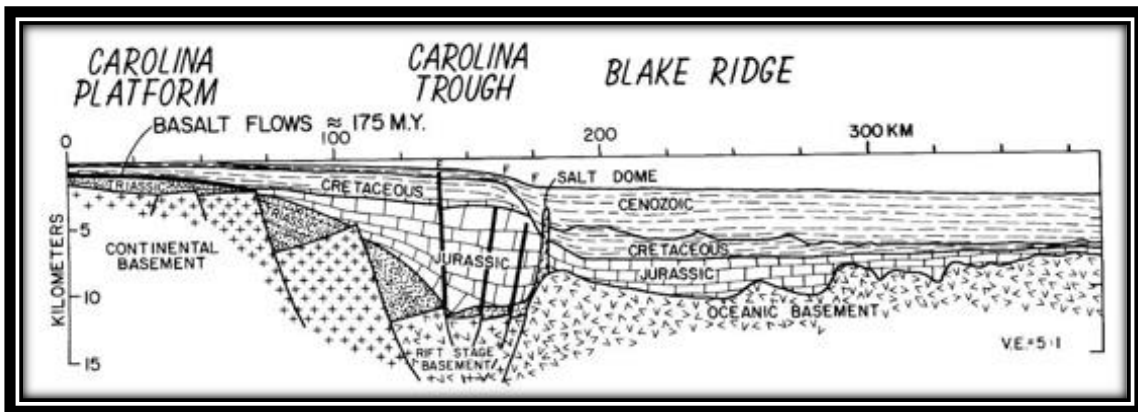 CAROLINA
PLATFORM
CAROLINA
TROUGH
BLAKE RIDGE
BASALT FLOWS ≈ 175 M.Y.
0
100
200
300 KM
TRIASSIC
CRETACEOUS
F
F
F
SALT DOME
CENOZOIC
KILOMETERS
5
10
15
CONTINENTAL
BASEMENT
JURASSIC
CRETACEOUS
JURASSIC
OCEANIC BASEMENT
RIFT STAGE
BASEMENT
V.E.=5:1